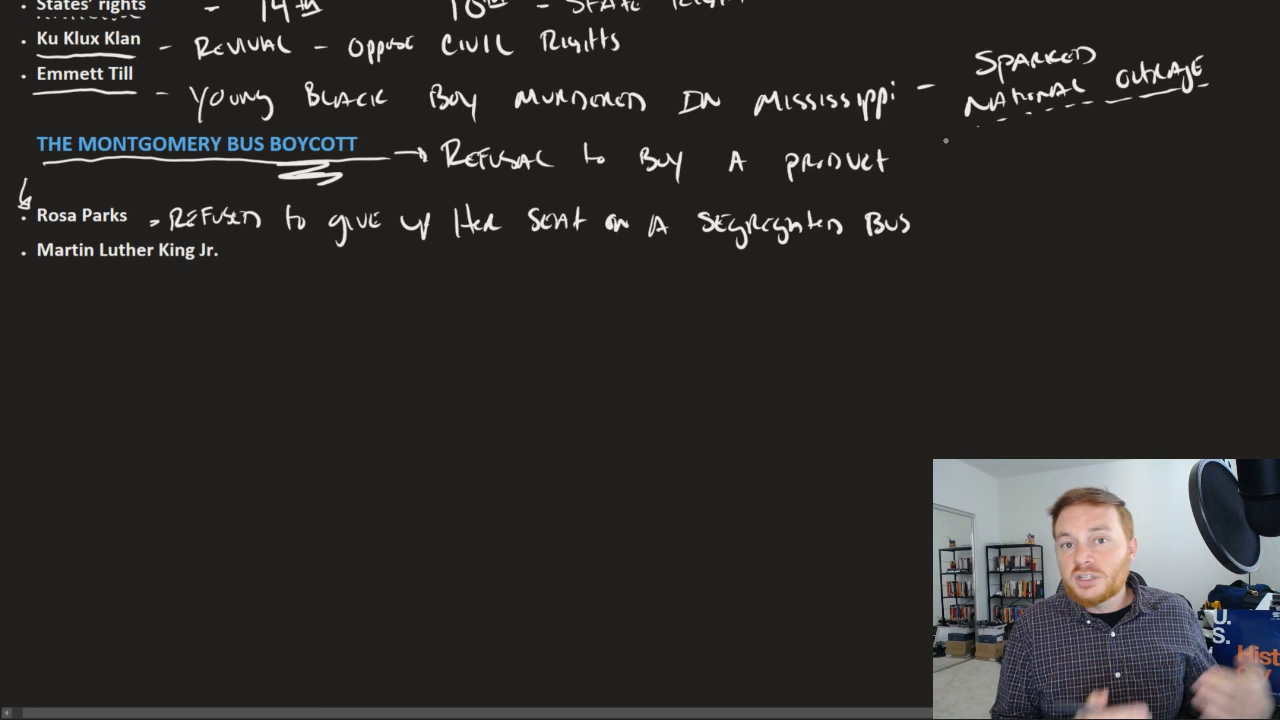 States' rights - 14th 10th - STATE RIGHT
Ku Klux Klan - REVIVAL - OPPOSE CIVIL RIGHTS
Emmett Till - YOUNG BLACK BOY MURDERED IN MISSISSIPPI - SPARKED
NATIONAL OUTRAGE
THE MONTGOMERY BUS BOYCOTT → REFUSAL to BUY A PRODUCT
Rosa Parks - REFUSED to GIVE UP HER SEAT ON A SEGREGATED BUS
Martin Luther King Jr.
U.
S.
Hist